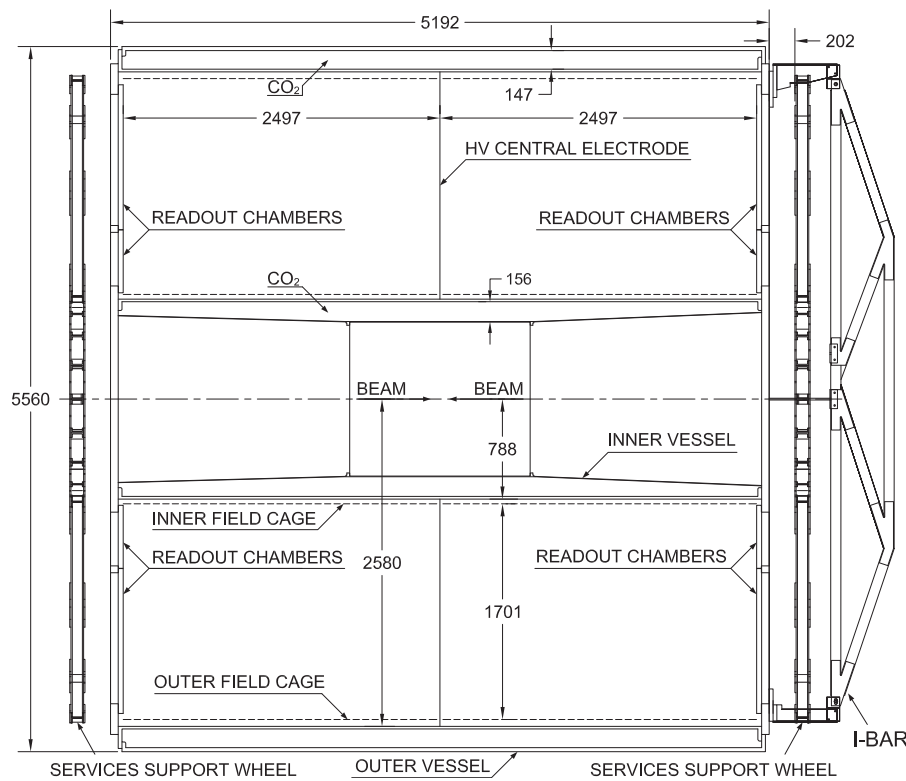 5192
202
CO₂
147
2497
2497
HV CENTRAL ELECTRODE
READOUT CHAMBERS
READOUT CHAMBERS
CO₂
156
5560
BEAM
BEAM
788
INNER VESSEL
INNER FIELD CAGE
READOUT CHAMBERS
2580
READOUT CHAMBERS
1701
OUTER FIELD CAGE
I-BAR
SERVICES SUPPORT WHEEL
OUTER VESSEL
SERVICES SUPPORT WHEEL